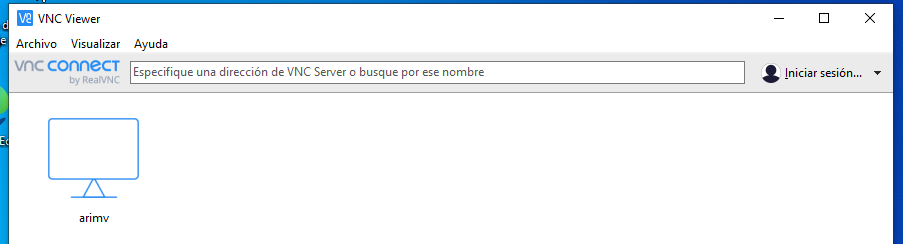 VNC Viewer
Archivo Visualizar Ayuda
vnc connect
by RealVNC
Especifique una dirección de VNC Server o busque por ese nombre
Iniciar sesión...
arimv